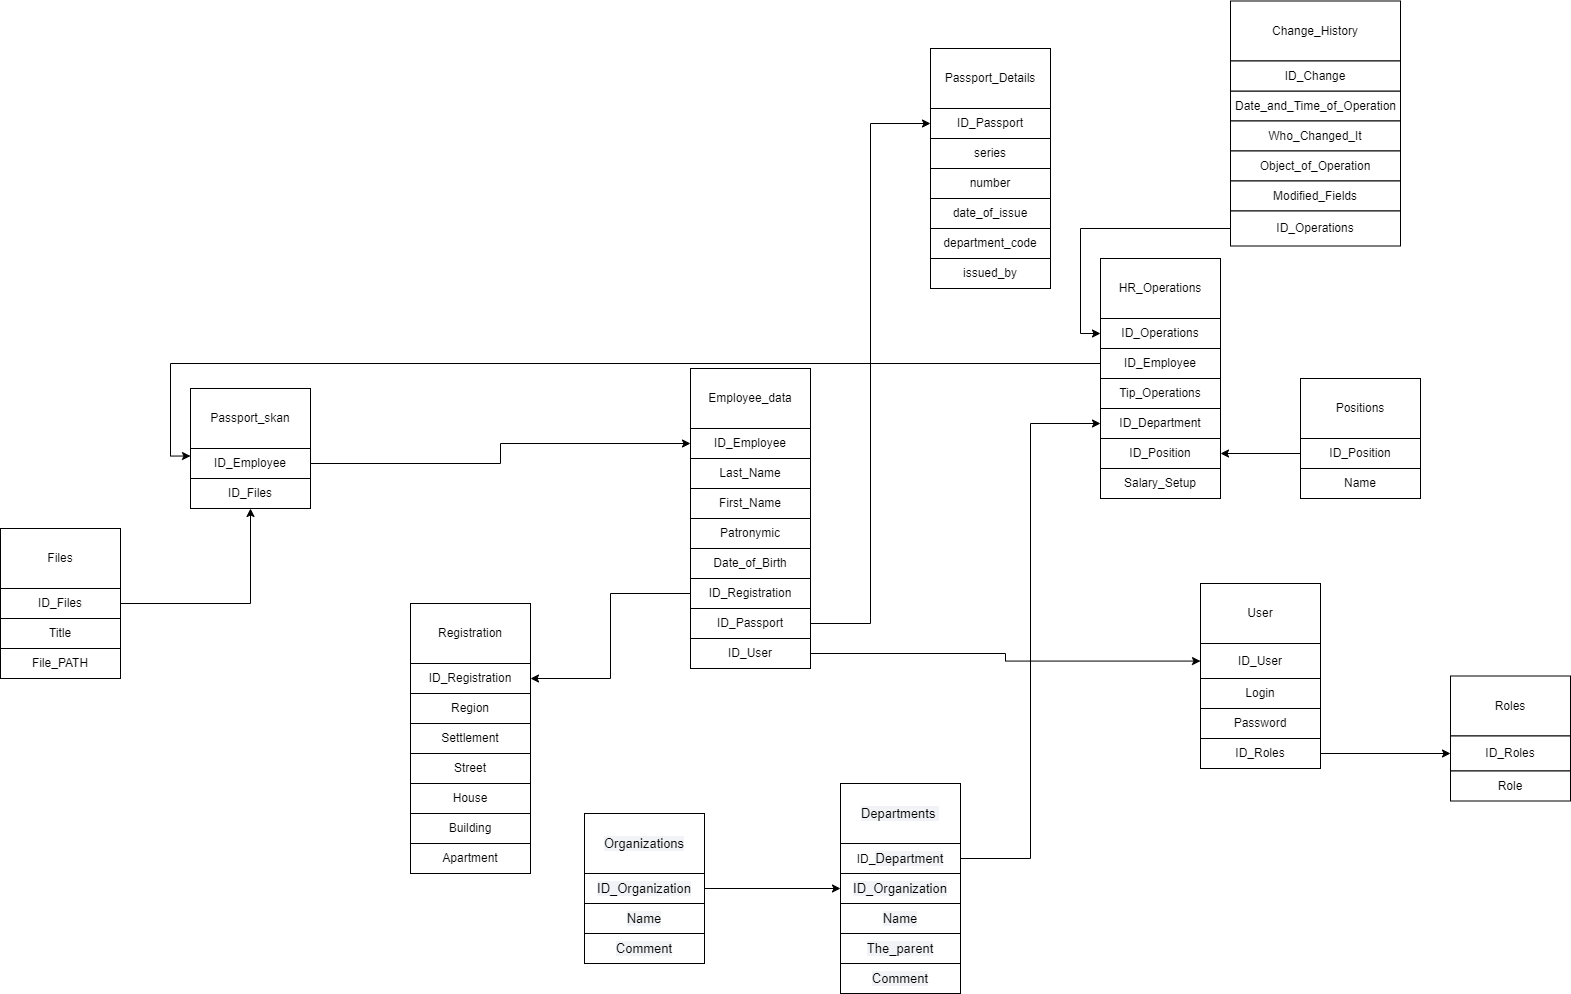 Change_History
ID_Change
Date_and_Time_of_Operation
Who_Changed_It
Object_of_Operation
Modified_Fields
ID_Operations
Passport_Details
ID_Passport
series
number
date_of_issue
department_code
issued_by
HR_Operations
ID_Operations
ID_Employee
Tip_Operations
ID_Department
ID_Position
Salary_Setup
Positions
ID_Position
Name
Passport_skan
ID_Employee
ID_Files
Employee_data
ID_Employee
Last_Name
First_Name
Patronymic
Date_of_Birth
ID_Registration
ID_Passport
ID_User
Files
ID_Files
Title
File_PATH
Registration
ID_Registration
Region
Settlement
Street
House
Building
Apartment
User
ID_User
Login
Password
ID_Roles
Roles
ID_Roles
Role
Organizations
ID_Organization
Name
Comment
Departments
ID_Department
ID_Organization
Name
The_parent
Comment